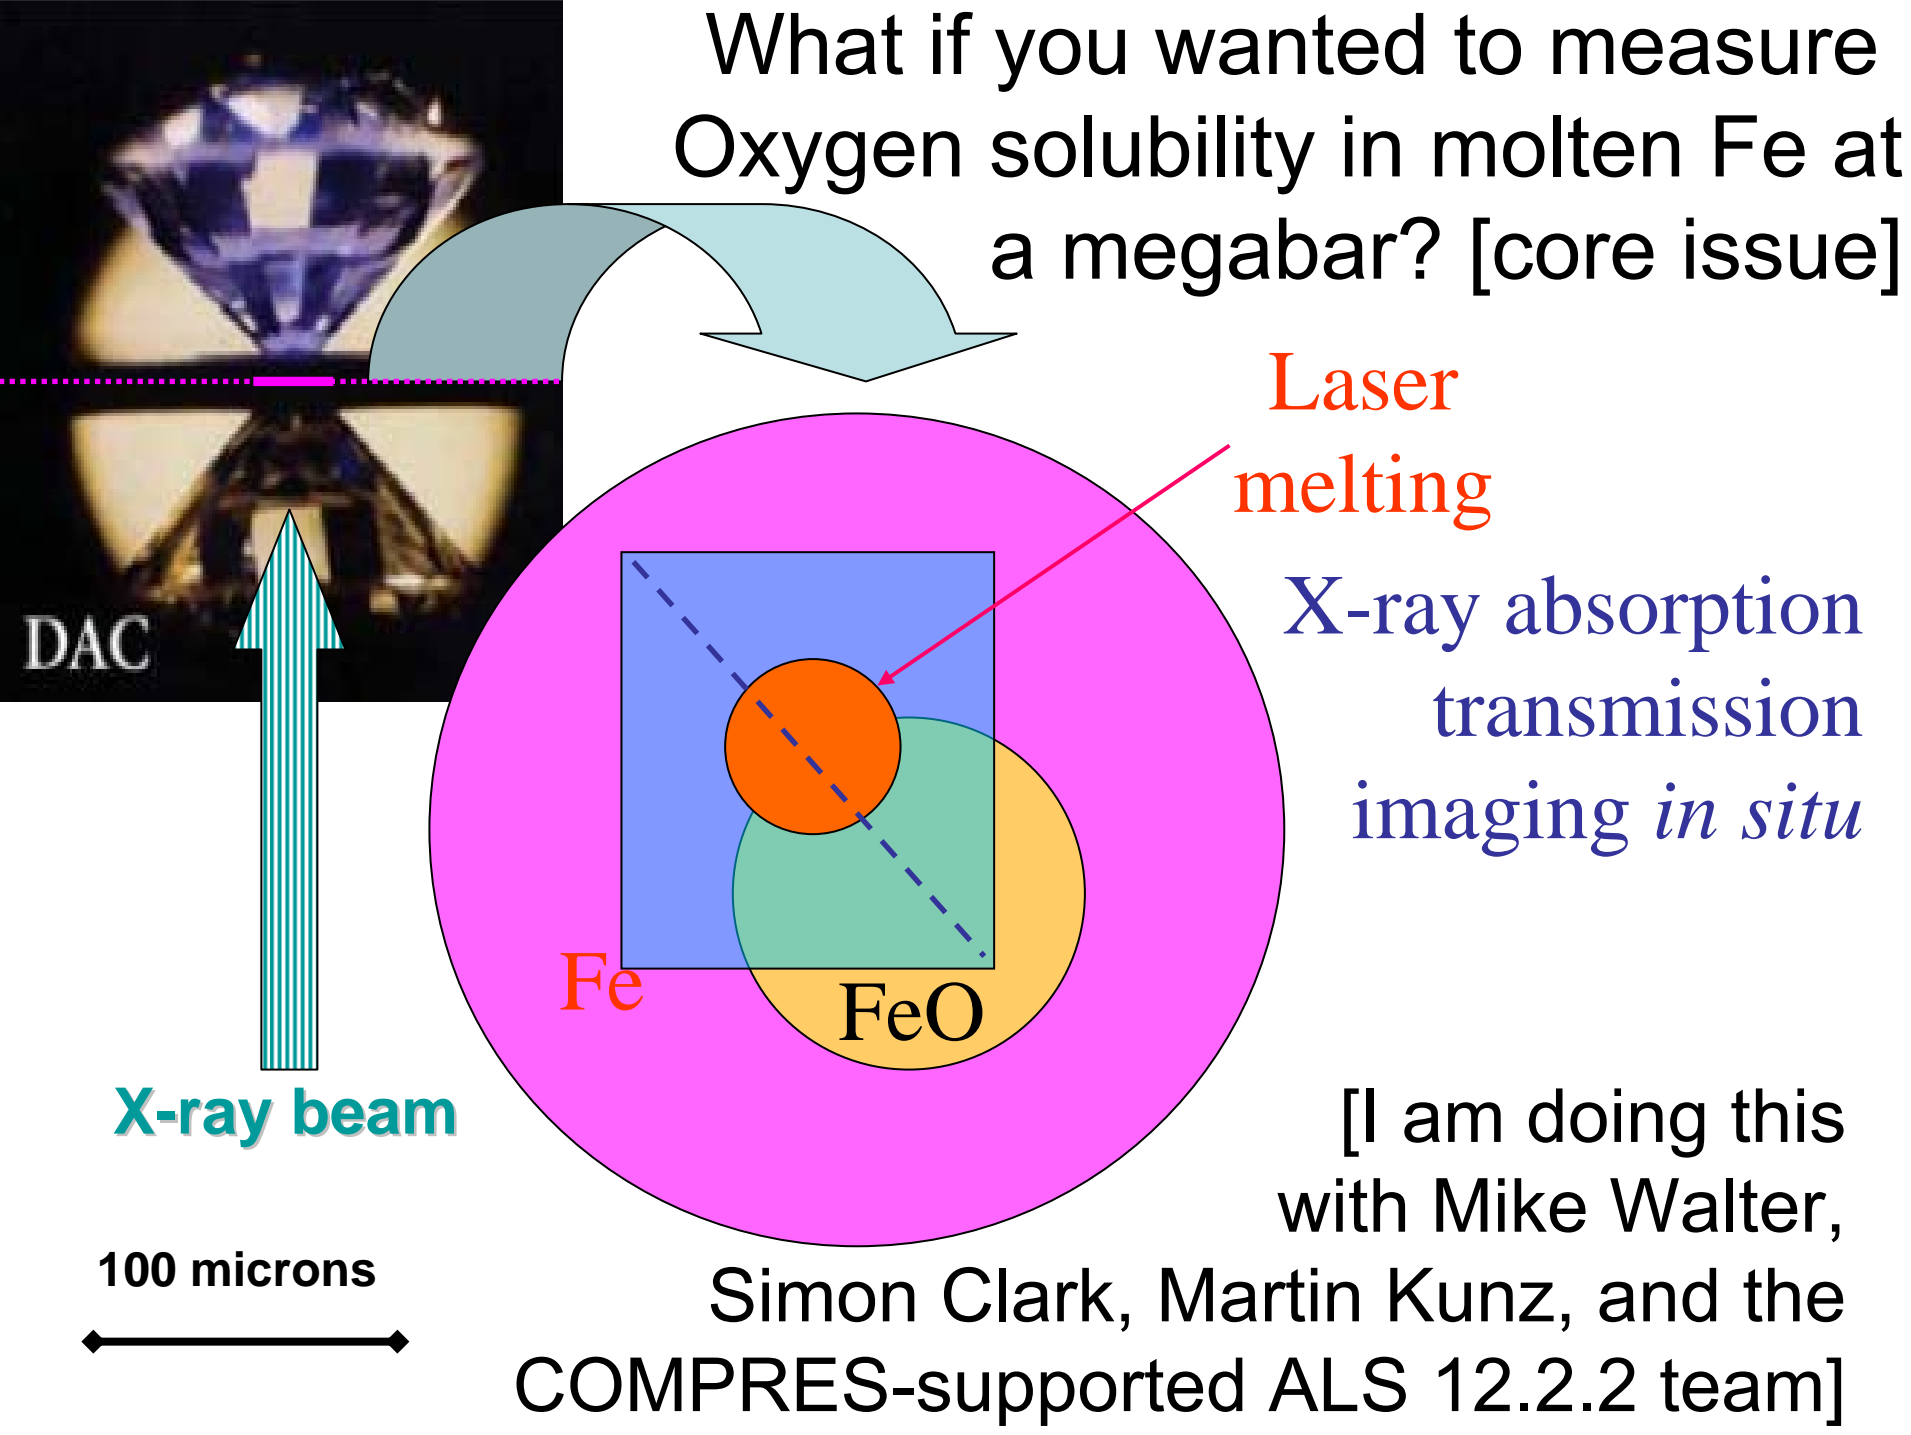 What if you wanted to measure
Oxygen solubility in molten Fe at
a megabar? [core issue]
Laser
melting
X-ray absorption
transmission
imaging in situ
DAC
Fe
FeO
X-ray beam
100 microns
[I am doing this
with Mike Walter,
Simon Clark, Martin Kunz, and the
COMPRES-supported ALS 12.2.2 team]